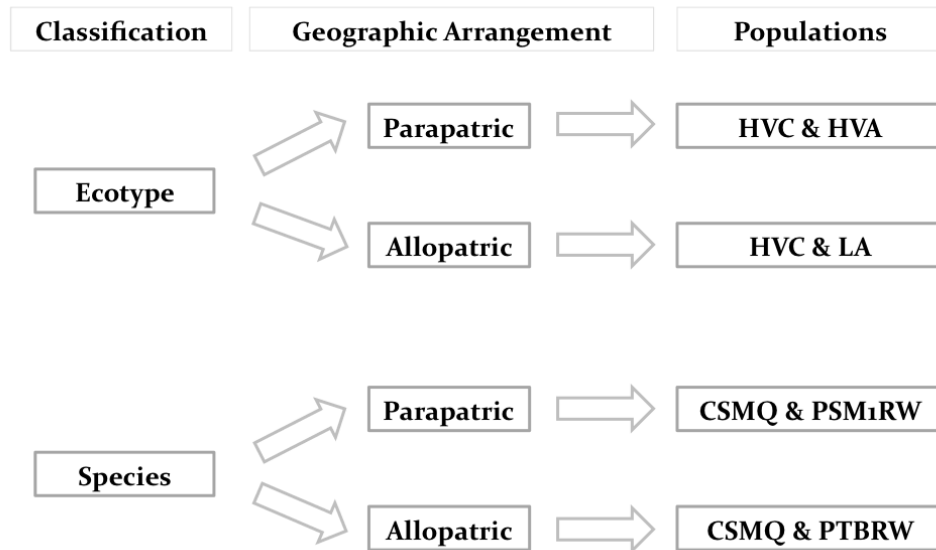 Classification Geographic Arrangement Populations
Parapatric HVC & HVA
Ecotype
Allopatric HVC & LA
Parapatric CSMQ & PSM1RW
Species
Allopatric CSMQ & PTBRW